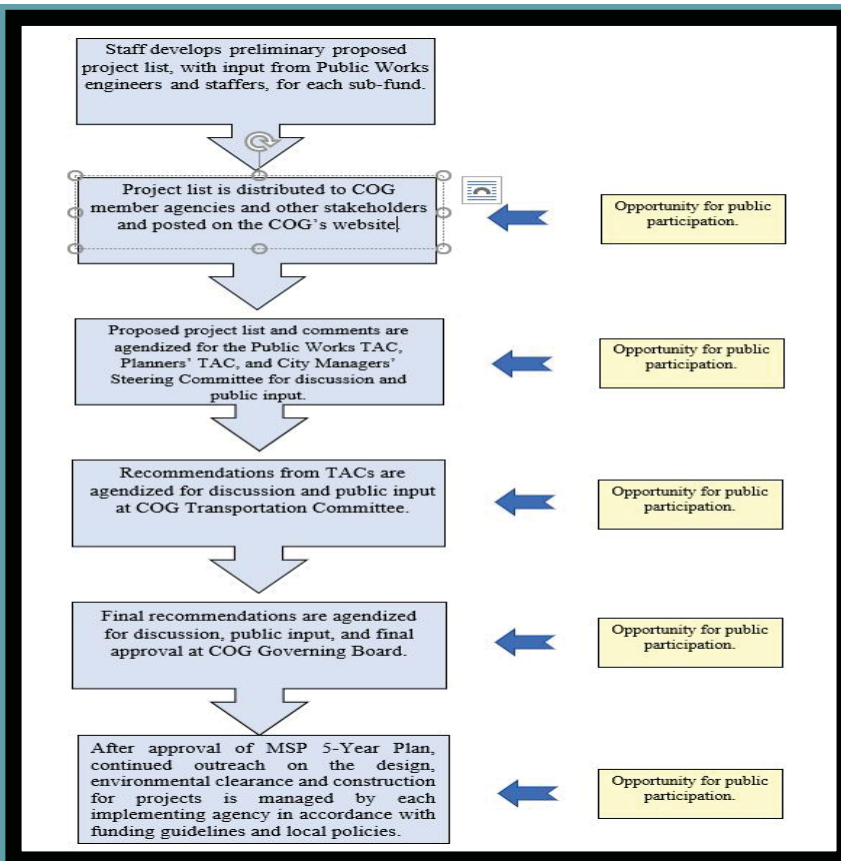 Staff develops preliminary proposed
project list, with input from Public Works
engineers and staffers, for each sub-fund.
Project list is distributed to COG
member agencies and other stakeholders
and posted on the COG's website.
Opportunity for public
participation.
Proposed project list and comments are
agendized for the Public Works TAC,
Planners' TAC, and City Managers'
Steering Committee for discussion and
public input.
Opportunity for public
participation.
Recommendations from TACs are
agendized for discussion and public input
at COG Transportation Committee.
Opportunity for public
participation.
Final recommendations are agendized
for discussion, public input, and final
approval at COG Governing Board.
Opportunity for public
participation.
After approval of MSP 5-Year Plan,
continued outreach on the design,
environmental clearance and construction
for projects is managed by each
implementing agency in accordance with
funding guidelines and local policies.
Opportunity for public
participation.